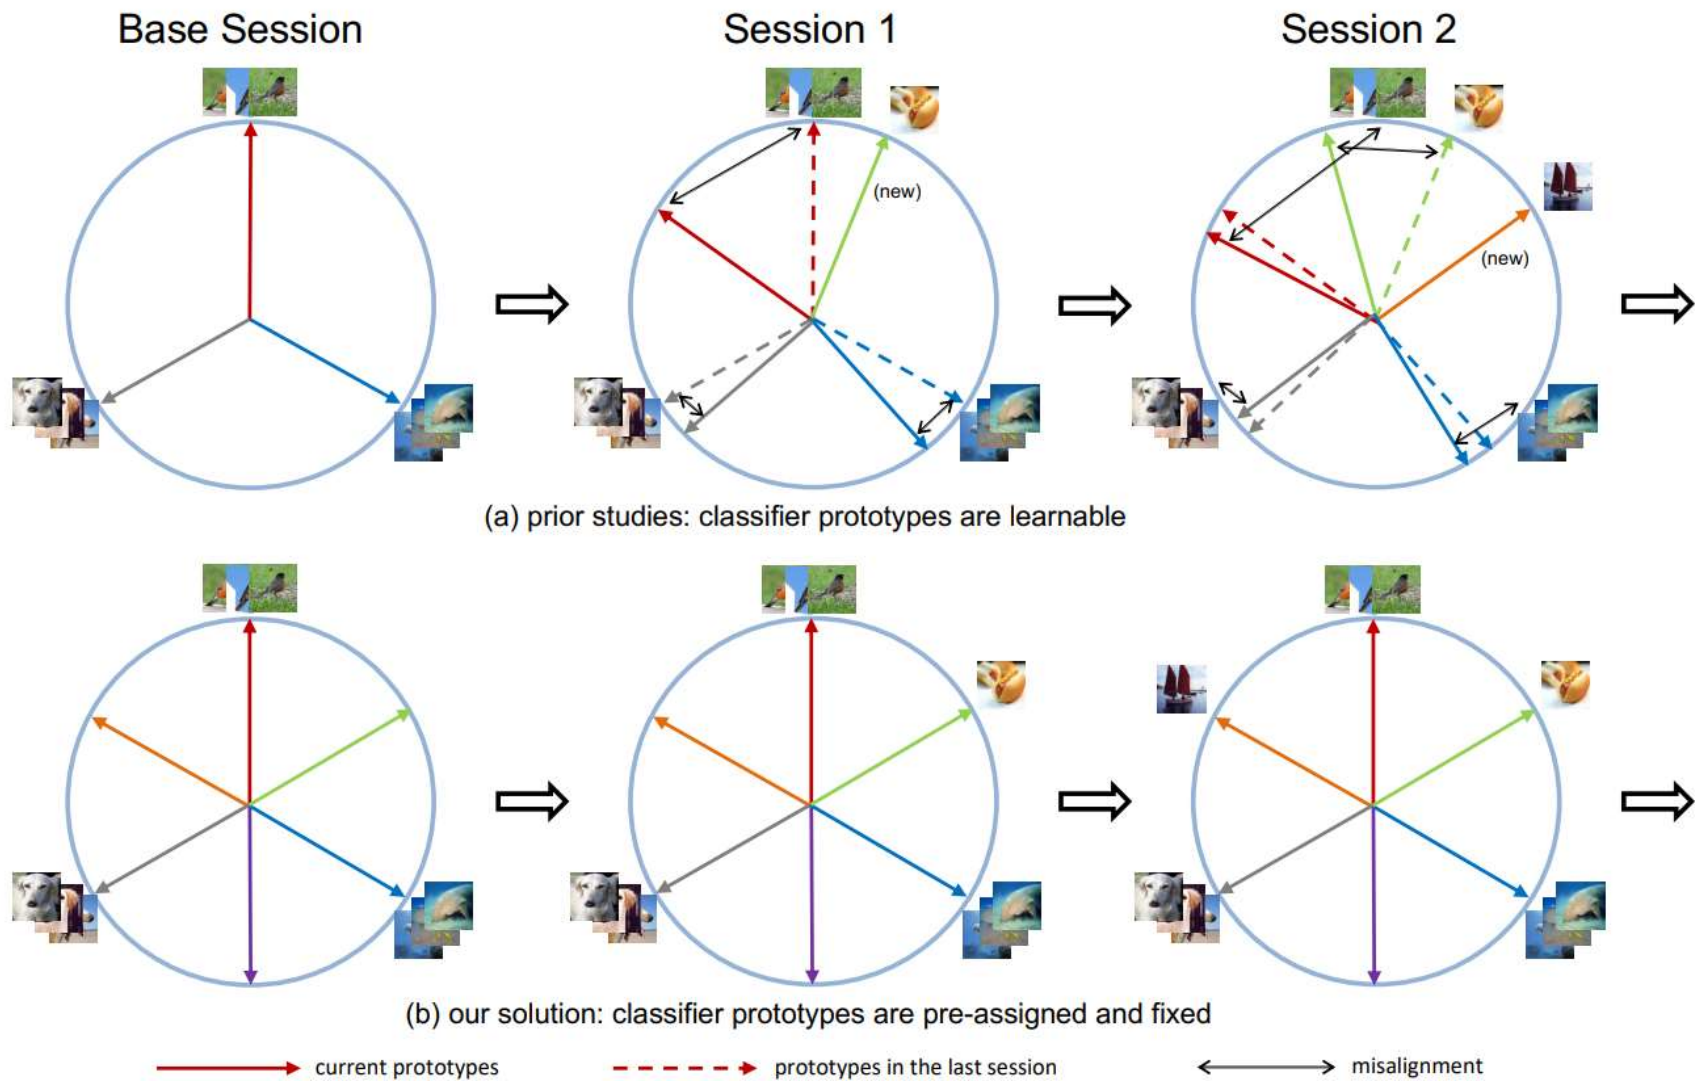 Base Session
Session 1
Session 2
(new)
(new)
(a) prior studies: classifier prototypes are learnable
(b) our solution: classifier prototypes are pre-assigned and fixed
current prototypes
prototypes in the last session
misalignment